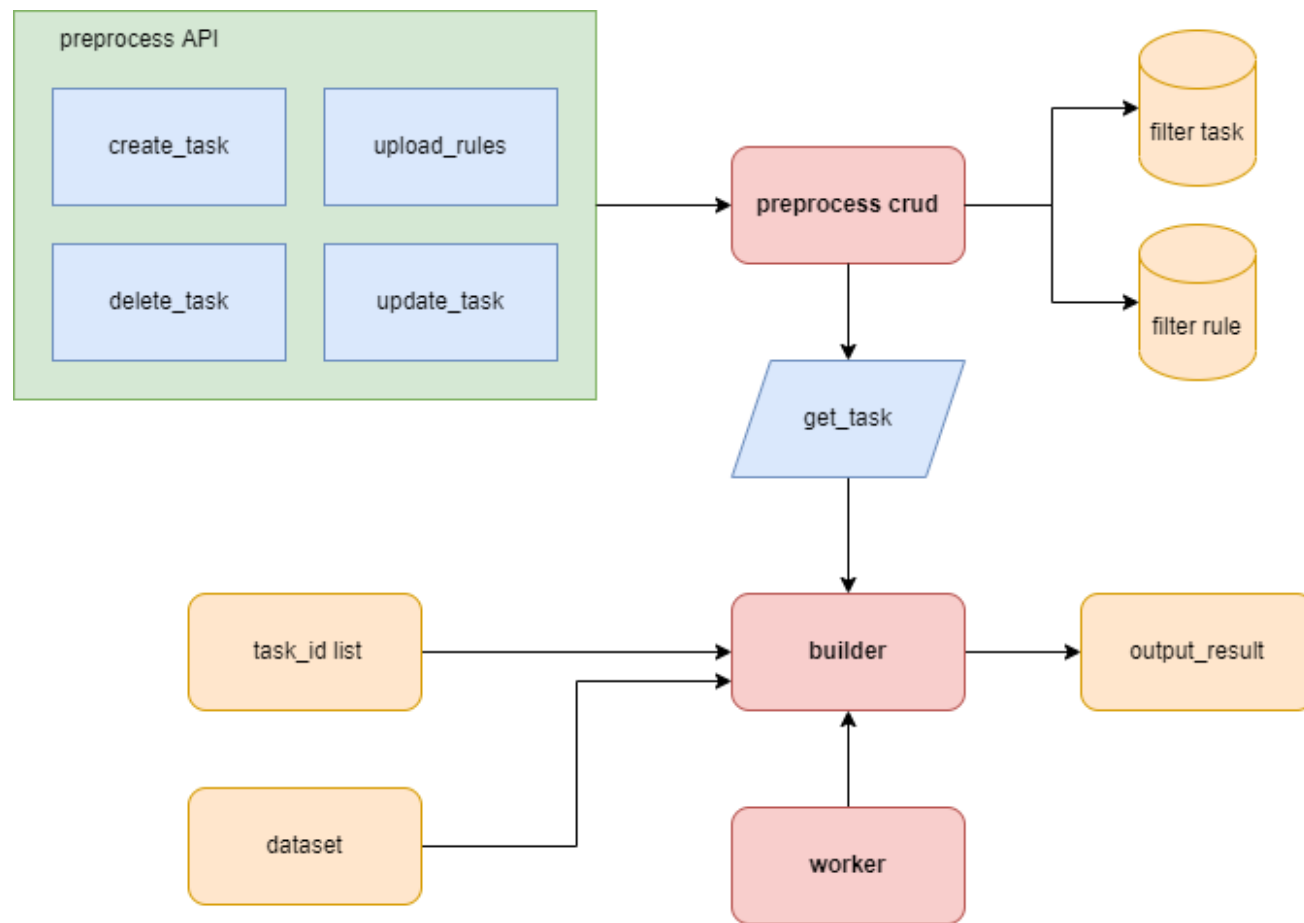 preprocess API
create_task
upload_rules
delete_task
update_task
preprocess crud
filter task
filter rule
get_task
task_id list
builder
output_result
dataset
worker